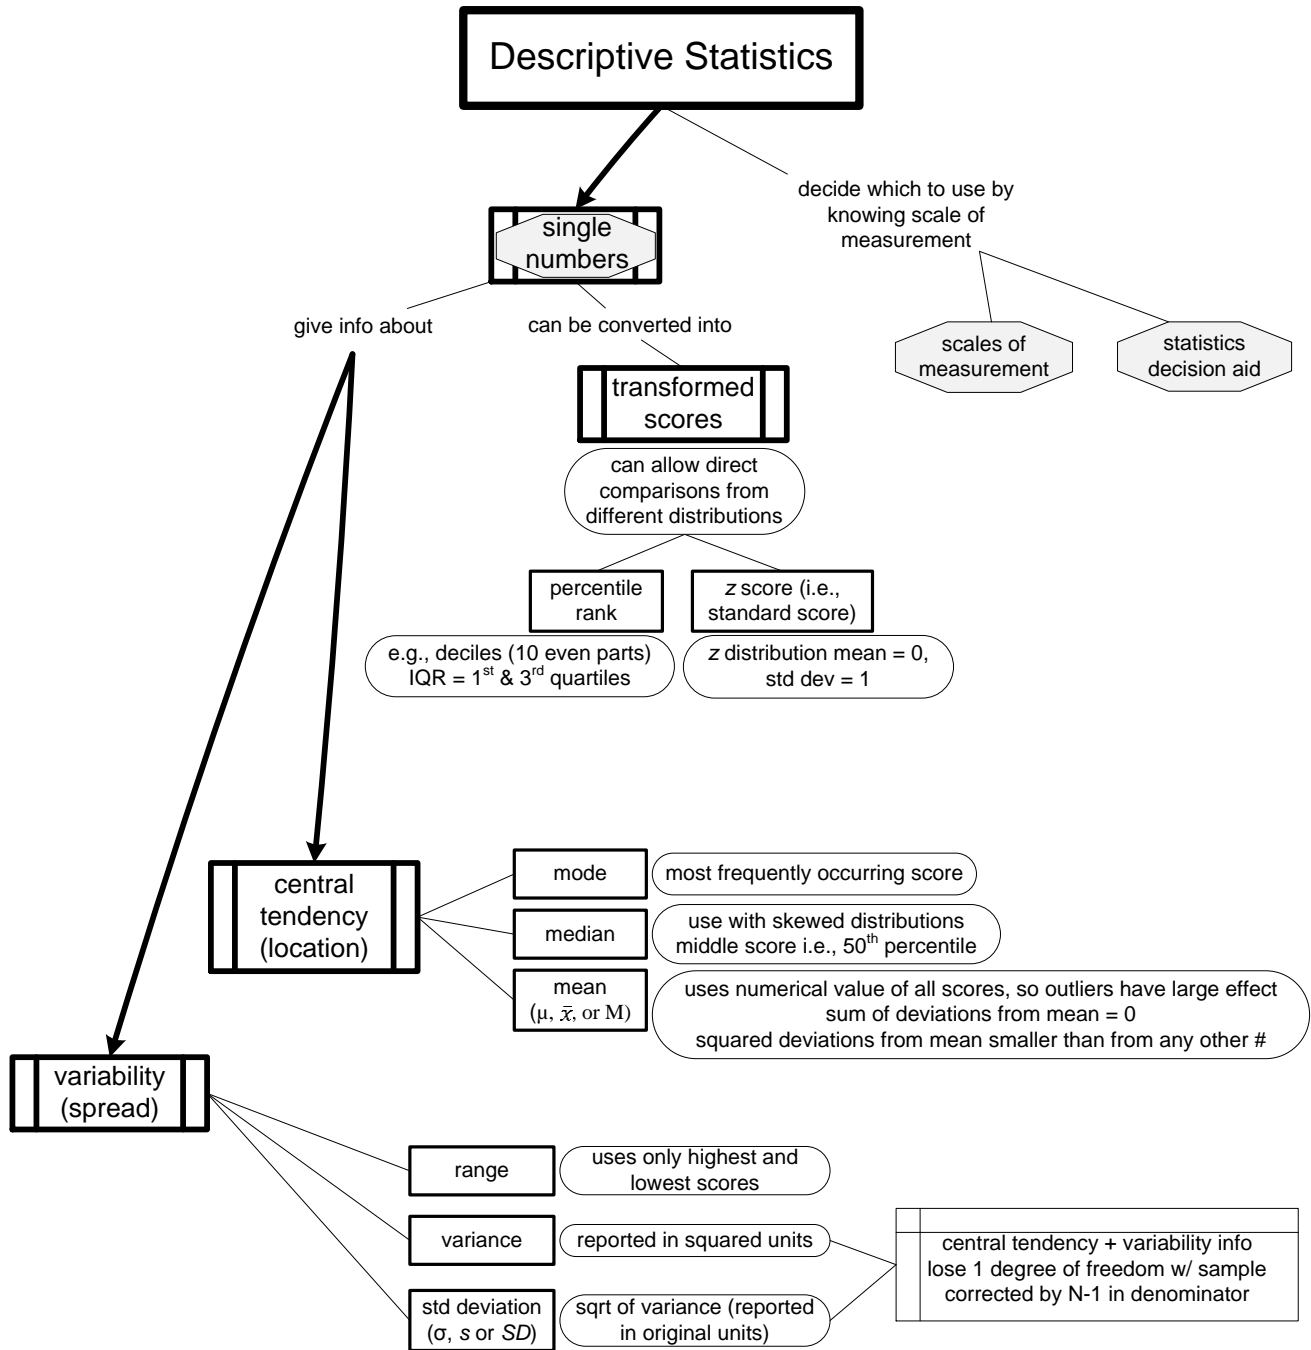 Descriptive Statistics
decide which to use by
knowing scale of
measurement
single
numbers
give info about
can be converted into
scales of
measurement
statistics
decision aid
transformed
scores
can allow direct
comparisons from
different distributions
percentile
rank
z score (i.e.,
standard score)
e.g., deciles (10 even parts)
IQR = 1st & 3rd quartiles
z distribution mean = 0,
std dev = 1
central
tendency
(location)
mode
most frequently occurring score
median
use with skewed distributions
middle score i.e., 50th percentile
mean
(μ, x̄, or M)
uses numerical value of all scores, so outliers have large effect
sum of deviations from mean = 0
squared deviations from mean smaller than from any other #
variability
(spread)
range
uses only highest and
lowest scores
variance
reported in squared units
std deviation
(σ, s or SD)
sqrt of variance (reported
in original units)
central tendency + variability info
lose 1 degree of freedom w/ sample
corrected by N-1 in denominator